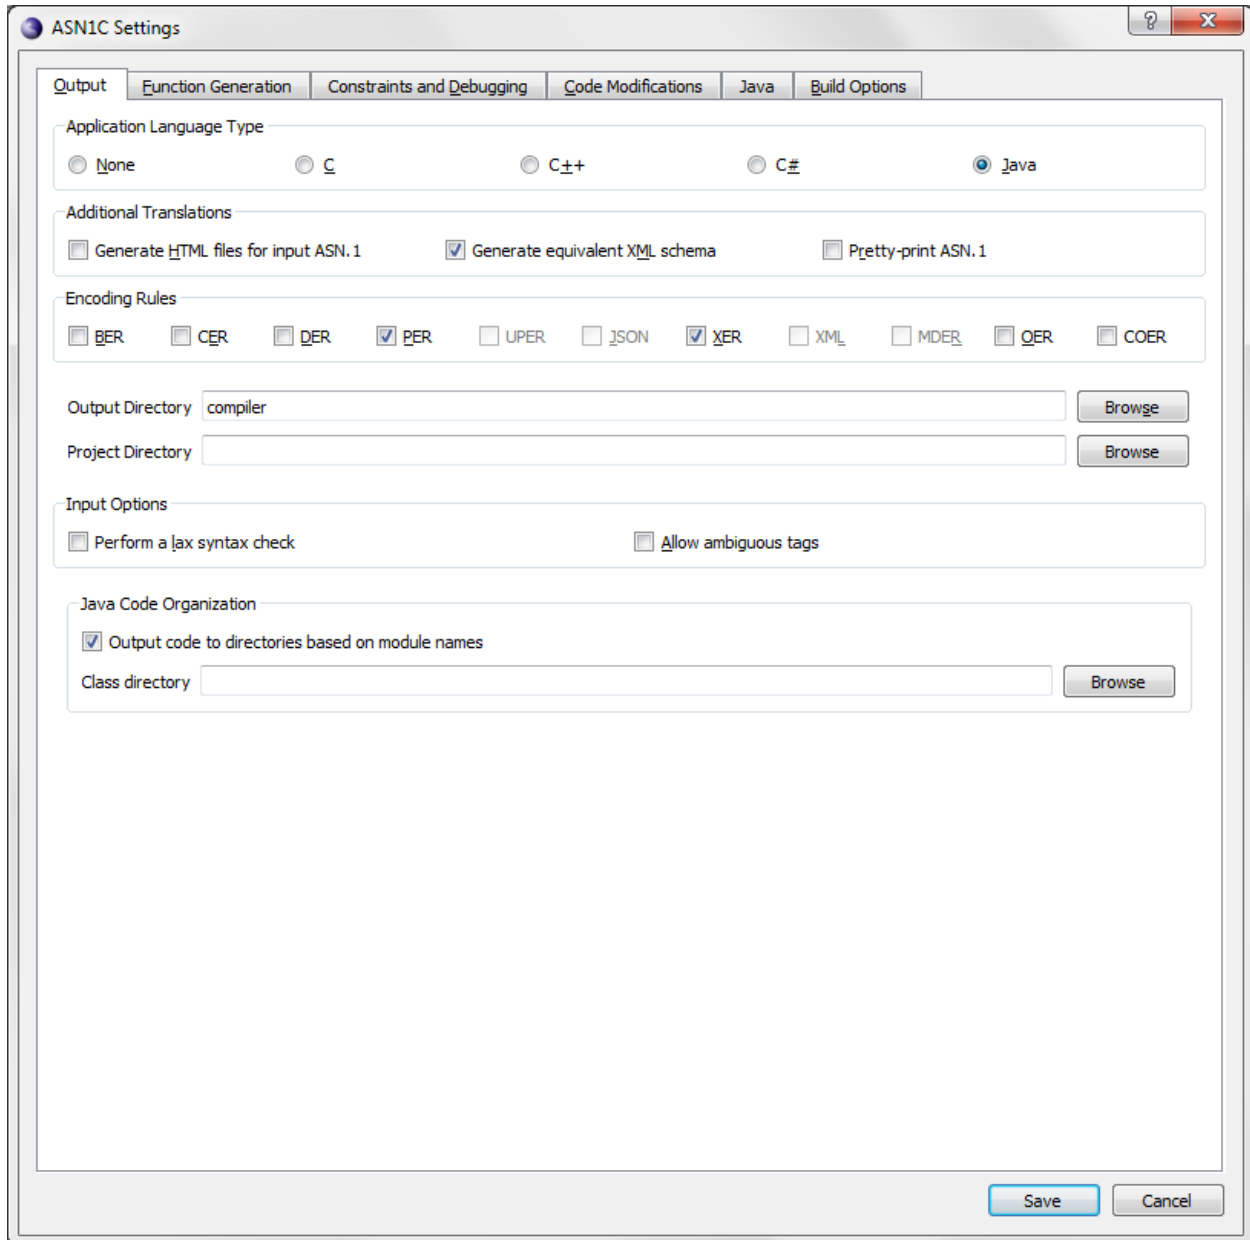 ASN1C Settings
Output Function Generation Constraints and Debugging Code Modifications Java Build Options
Application Language Type
None C C++ C# Java
Additional Translations
Generate HTML files for input ASN.1 Generate equivalent XML schema Pretty-print ASN.1
Encoding Rules
BER CER DER PER UPER JSON XER XML MDER OER COER
Output Directory compiler Browse
Project Directory Browse
Input Options
Perform a lax syntax check Allow ambiguous tags
Java Code Organization
Output code to directories based on module names
Class directory Browse
Save Cancel